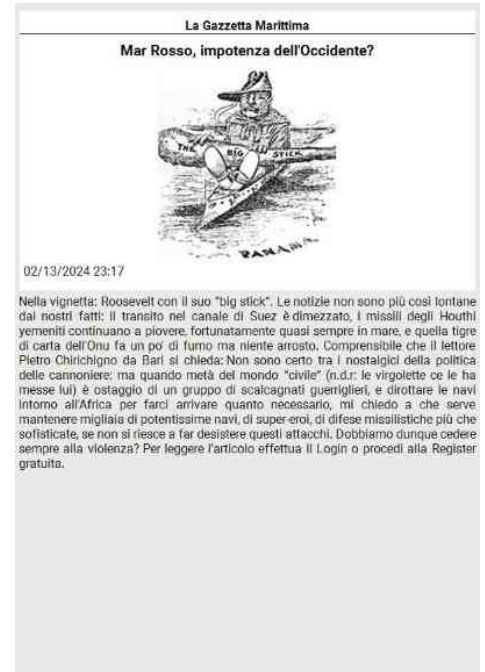 La Gazzetta Marittima
Mar Rosso, impotenza dell'Occidente?
THE BIG STICK
PANAMA
02/13/2024 23:17
Nella vignetta: Roosevelt con il suo "big stick". Le notizie non sono più così lontane
dai nostri fatti: il transito nel canale di Suez è dimezzato, i missili degli Houthi
yemeniti continuano a piovere, fortunatamente quasi sempre in mare, e quella tigre
di carta dell'Onu fa un po' di fumo ma niente arrosto. Comprensibile che il lettore
Pietro Chirichigno da Bari si chieda: Non sono certo tra i nostalgici della politica
delle cannoniere: ma quando metà del mondo "civile" (n.d.r: le virgolette ce le ha
messe lui) è ostaggio di un gruppo di scalcagnati guerriglieri, e dirottare le navi
intorno all'Africa per farci arrivare quanto necessario, mi chiedo a che serve
mantenere migliaia di potentissime navi, di super-eroi, di difese missilistiche più che
sofisticate, se non si riesce a far desistere questi attacchi. Dobbiamo dunque cedere
sempre alla violenza? Per leggere l'articolo effettua il Login o procedi alla Register
gratuita.